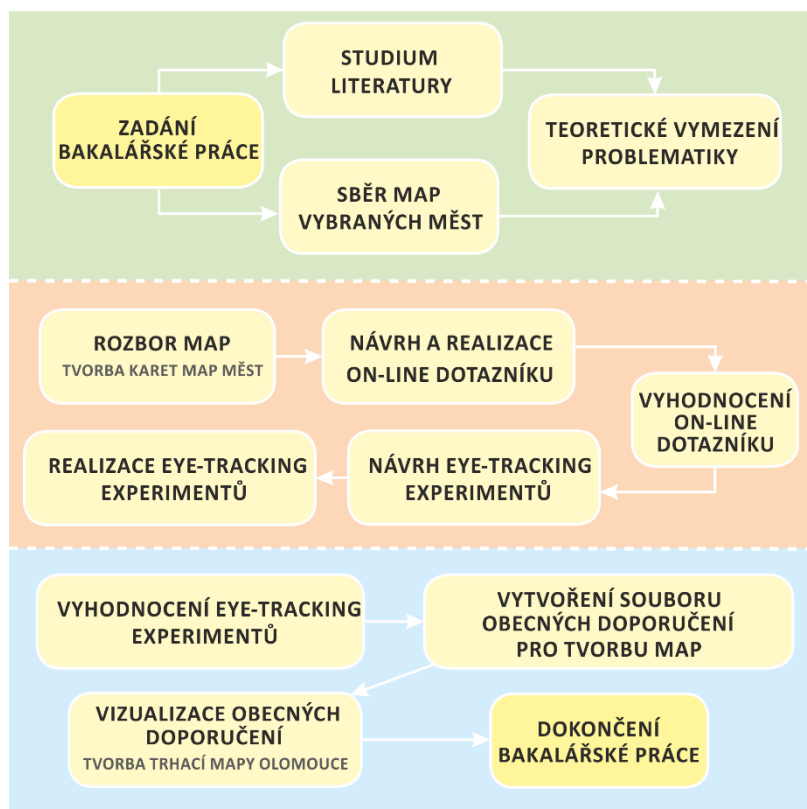 STUDIUM
LITERATURY
ZADÁNÍ
BAKALÁŘSKÉ PRÁCE
TEORETICKÉ VYMEZENÍ
PROBLEMATIKY
SBĚR MAP
VYBRANÝCH MĚST
ROZBOR MAP
TVORBA KARET MAP MĚST
NÁVRH A REALIZACE
ON-LINE DOTAZNÍKU
VYHODNOCENÍ
ON-LINE
DOTAZNÍKU
NÁVRH EYE-TRACKING
EXPERIMENTŮ
REALIZACE EYE-TRACKING
EXPERIMENTŮ
VYHODNOCENÍ EYE-TRACKING
EXPERIMENTŮ
VYTVOŘENÍ SOUBORU
OBECNÝCH DOPORUČENÍ
PRO TVORBU MAP
VIZUALIZACE OBECNÝCH
DOPORUČENÍ
TVORBA TRHACÍ MAPY OLOMOUCE
DOKONČENÍ
BAKALÁŘSKÉ PRÁCE